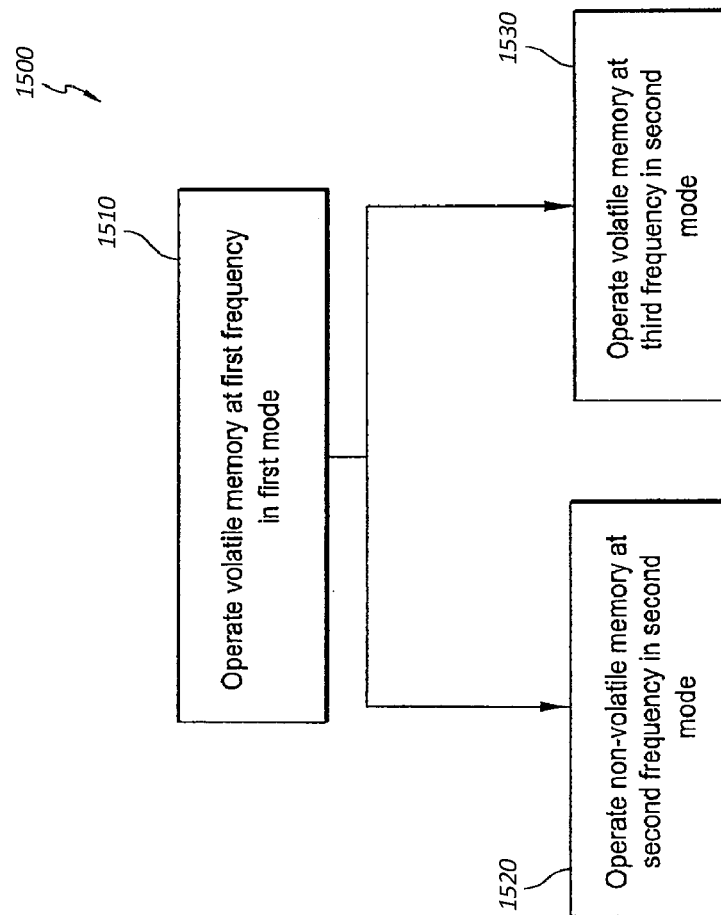 1500
1510
Operate volatile memory at first frequency
in first mode
1520
Operate non-volatile memory at
second frequency in second
mode
1530
Operate volatile memory at
third frequency in second
mode